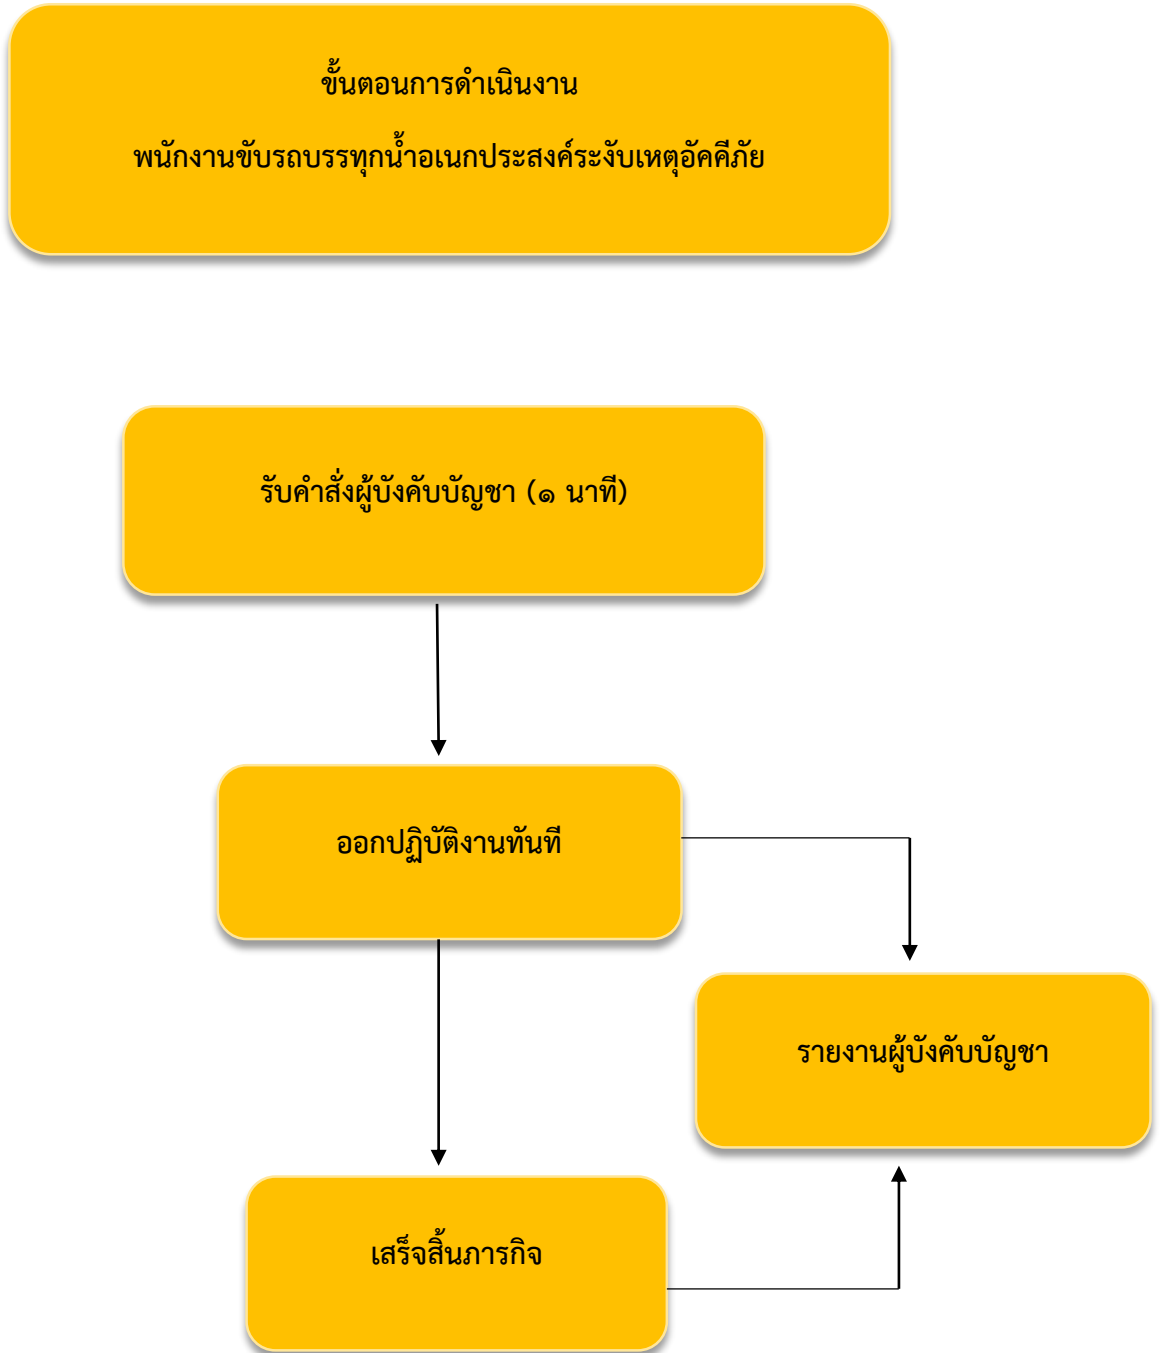 ขั้นตอนการดำเนินงาน
พนักงานขับรถบรรทุกน้ำอเนกประสงค์ระงับเหตุอัคคีภัย
รับคำสั่งผู้บังคับบัญชา (๑ นาที)
ออกปฏิบัติงานทันที
รายงานผู้บังคับบัญชา
เสร็จสิ้นภารกิจ